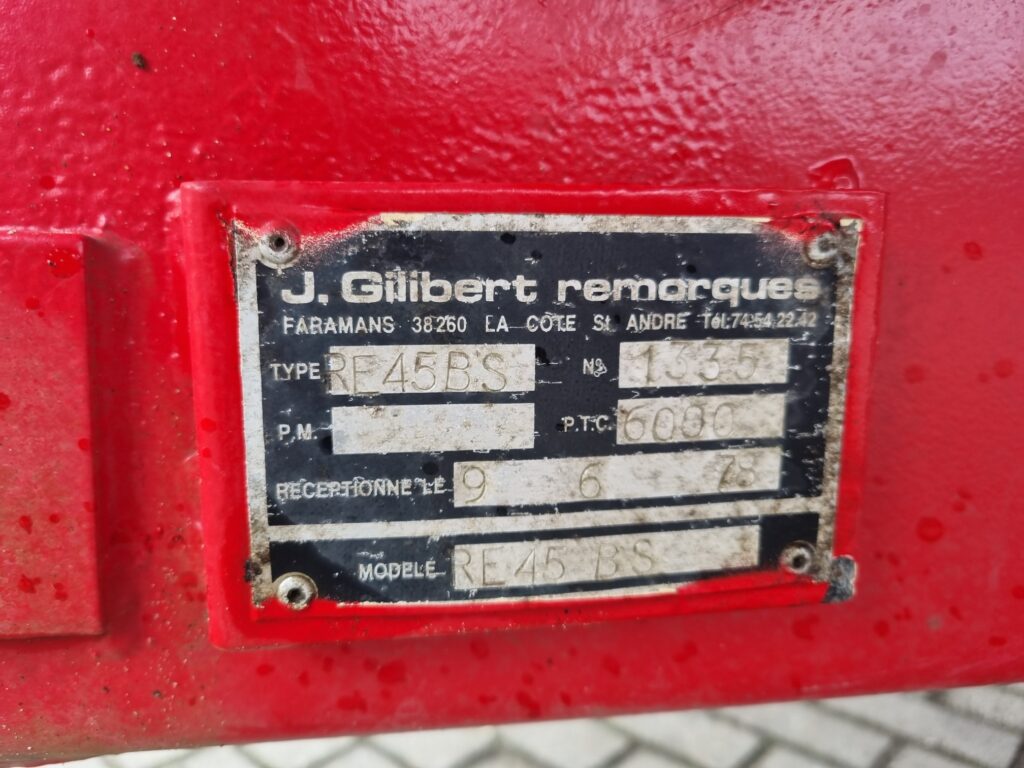 J. Gilibert remorques
FARAMANS 38260 LA COTE St ANDRE Tél:74.54.22.42
TYPE RE45BS No 1335
P.M. P.T.C. 6000
RECEPTIONNE LE 9 6 78
MODELE RE45 BS